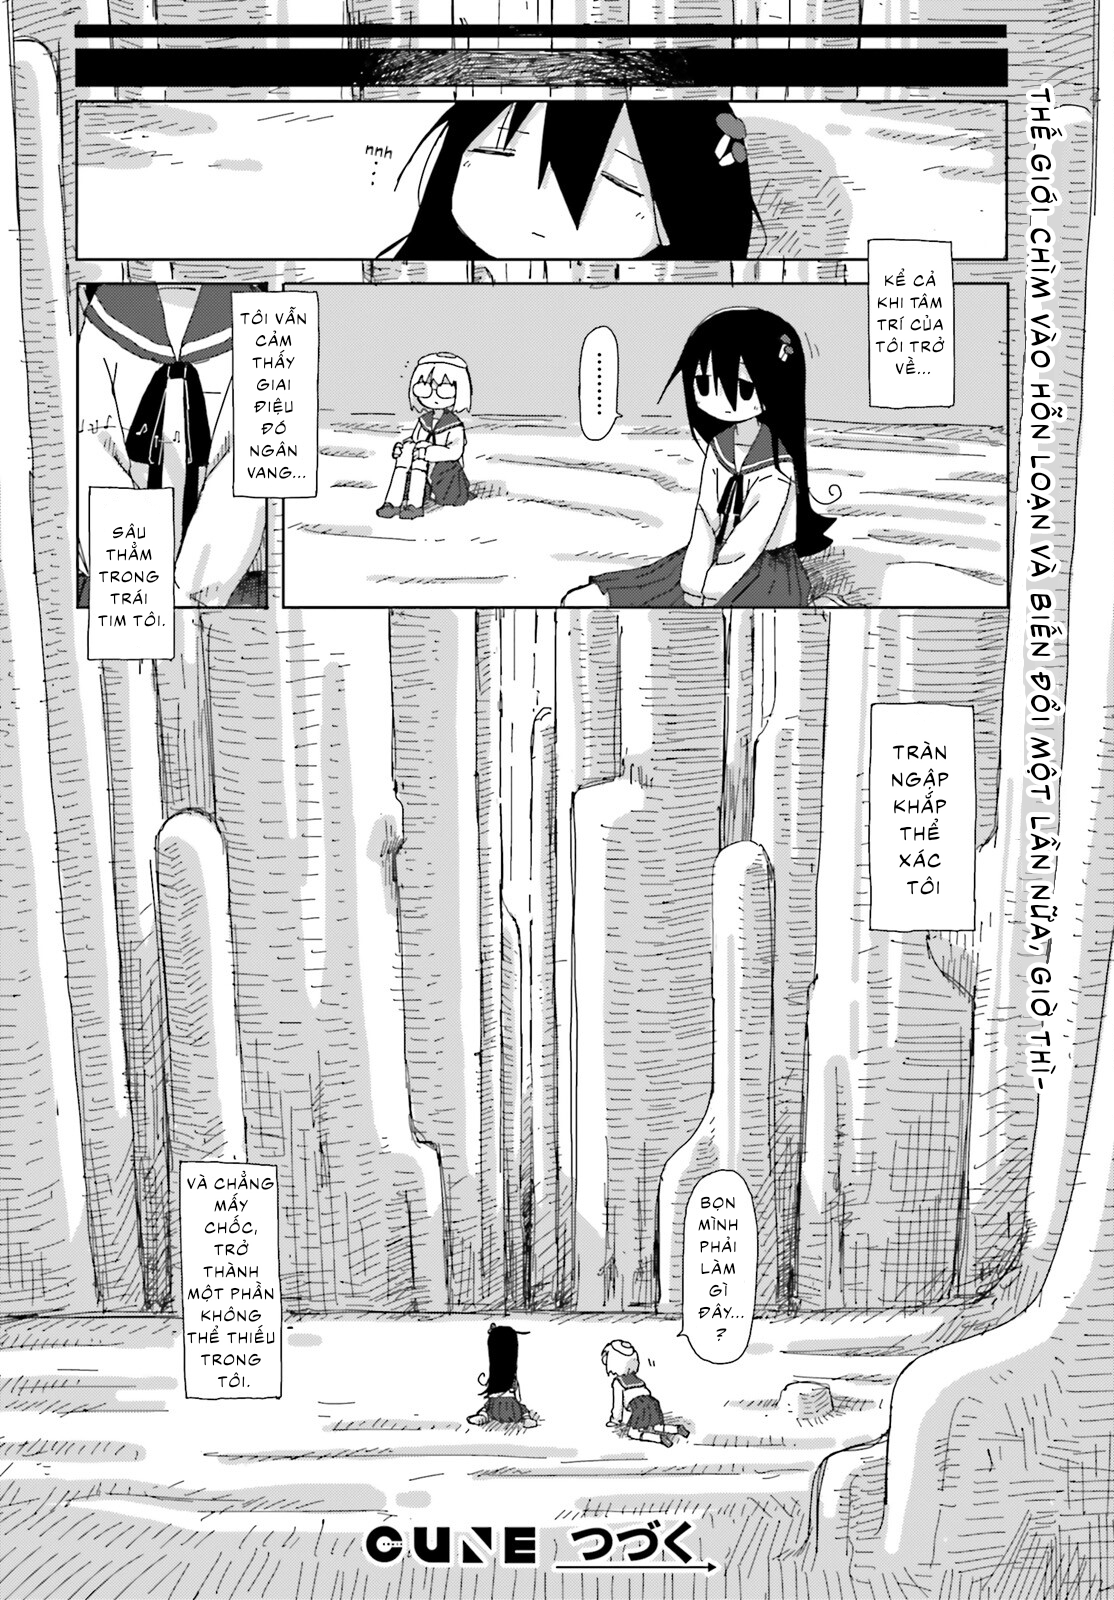 THẾ GIỚI CHÌM VÀO HỖN LOẠN VÀ BIẾN ĐỔI MỘT LẦN NỮA, GIỜ THÌ-
nnh
...
KỂ CẢ
KHI TÂM
TRÍ CỦA
TÔI TRỞ
VỀ...
.........
TÔI VẪN
CẢM
THẤY
GIAI
ĐIỆU
ĐÓ
NGÂN
VANG...
SÂU
THẲM
TRONG
TRÁI
TIM TÔI.
TRÀN
NGẬP
KHẮP
THỂ
XÁC
TÔI
VÀ CHẲNG
MẤY
CHỐC,
TRỞ
THÀNH
MỘT PHẦN
KHÔNG
THỂ THIẾU
TRONG
TÔI.
BỌN
MÌNH
PHẢI
LÀM
GÌ
ĐÂY...
?
CUNE つづく